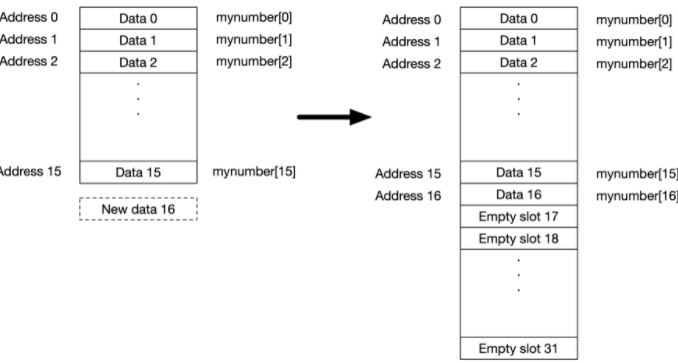 Address 0 Data 0 mynumber[0]
Address 1 Data 1 mynumber[1]
Address 2 Data 2 mynumber[2]
.
.
.
Address 15 Data 15 mynumber[15]
New data 16
Address 0 Data 0 mynumber[0]
Address 1 Data 1 mynumber[1]
Address 2 Data 2 mynumber[2]
.
.
.
Address 15 Data 15 mynumber[15]
Address 16 Data 16 mynumber[16]
Empty slot 17
Empty slot 18
.
.
.
Empty slot 31